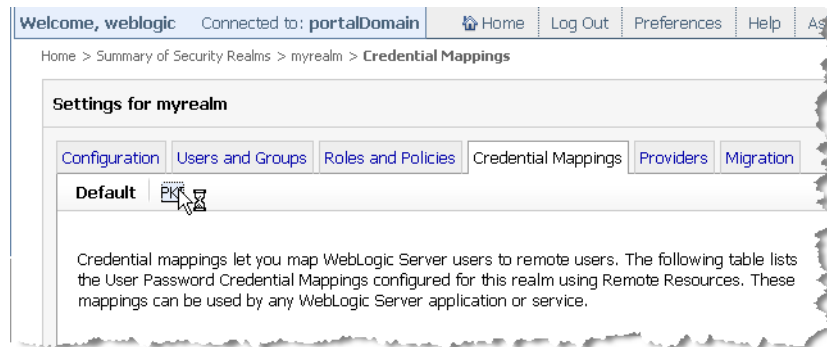 Welcome, weblogic Connected to: portalDomain Home Log Out Preferences Help
Home > Summary of Security Realms > myrealm > Credential Mappings
Settings for myrealm
Configuration Users and Groups Roles and Policies Credential Mappings Providers Migration
Default
Credential mappings let you map WebLogic Server users to remote users. The following table lists
the User Password Credential Mappings configured for this realm using Remote Resources. These
mappings can be used by any WebLogic Server application or service.